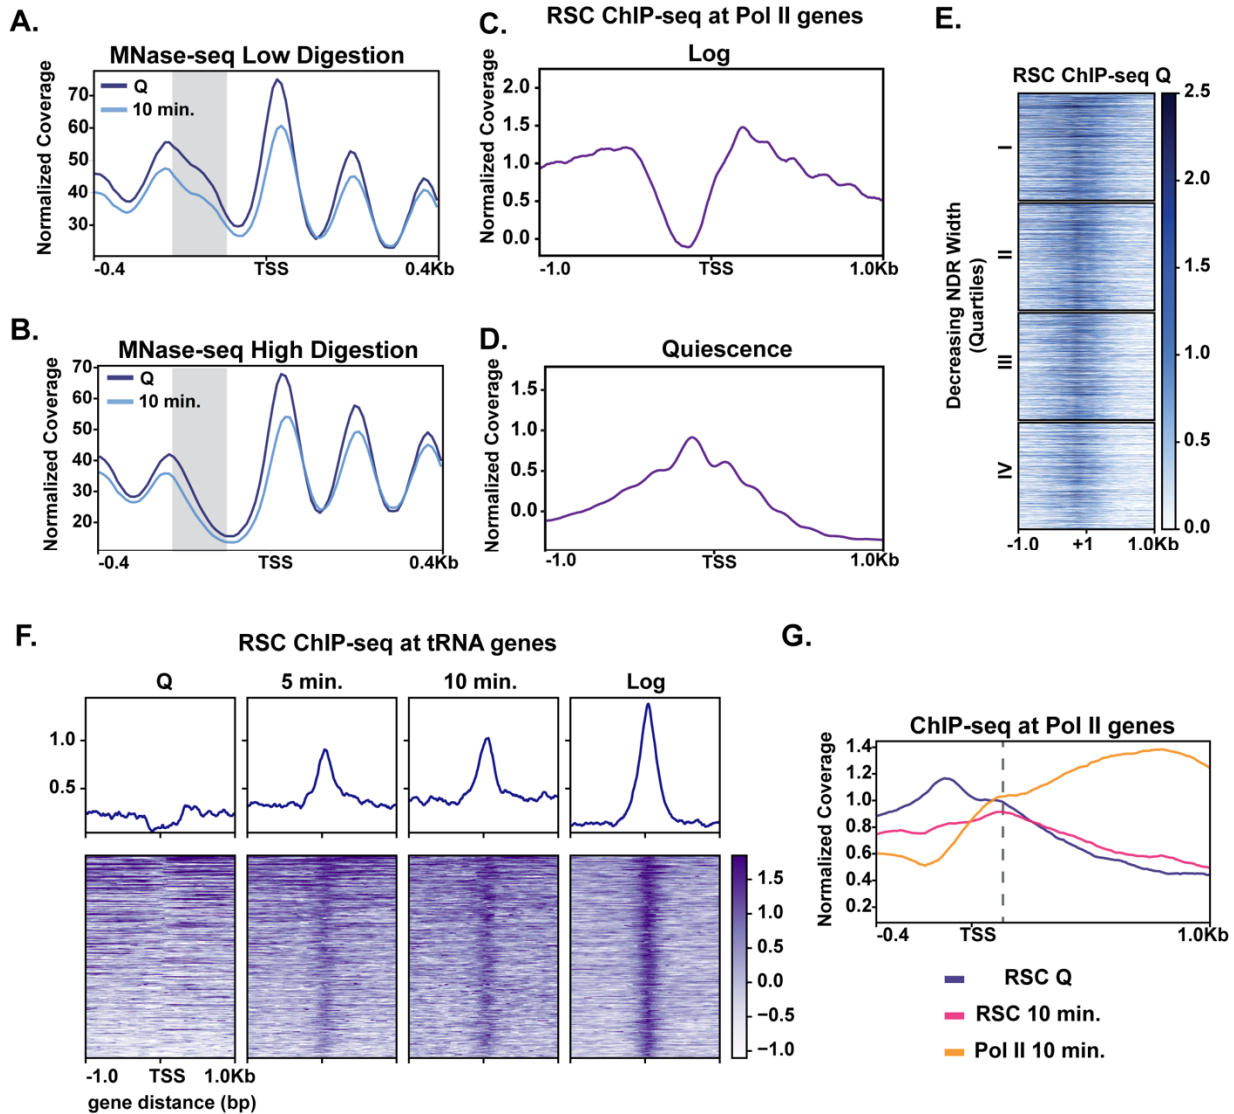 A.
MNase-seq Low Digestion
Normalized Coverage
70
60
50
40
30
Q
10 min.
-0.4
TSS
0.4Kb
B.
MNase-seq High Digestion
Normalized Coverage
70
60
50
40
30
20
Q
10 min.
-0.4
TSS
0.4Kb
C.
RSC ChIP-seq at Pol II genes
Log
Normalized Coverage
2.0
1.5
1.0
0.5
0.0
-1.0
TSS
1.0Kb
D.
Quiescence
Normalized Coverage
1.5
1.0
0.5
0.0
-1.0
TSS
1.0Kb
E.
RSC ChIP-seq Q
Decreasing NDR Width
(Quartiles)
I
II
III
IV
2.5
2.0
1.5
1.0
0.5
0.0
-1.0
+1
1.0Kb
F.
RSC ChIP-seq at tRNA genes
Q
5 min.
10 min.
Log
1.0
0.5
1.5
1.0
0.5
0.0
−0.5
−1.0
-1.0
TSS
1.0Kb
gene distance (bp)
G.
ChIP-seq at Pol II genes
Normalized Coverage
1.4
1.2
1.0
0.8
0.6
0.4
0.2
-0.4
TSS
1.0Kb
RSC Q
RSC 10 min.
Pol II 10 min.